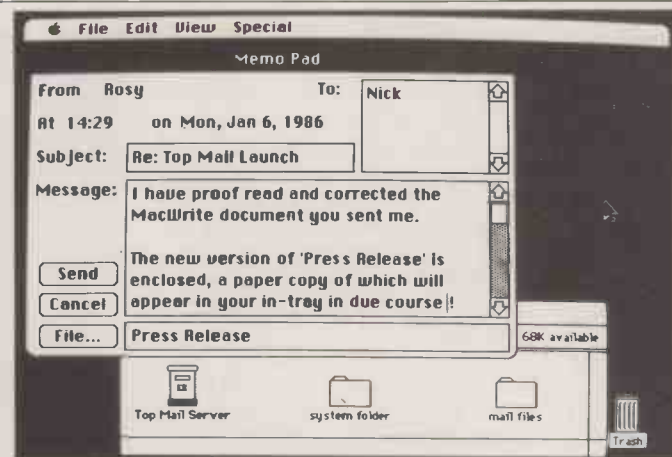 File Edit View Special
Memo Pad
From Rosy To: Nick
At 14:29 on Mon, Jan 6, 1986
Subject: Re: Top Mail Launch
Message: I have proof read and corrected the
MacWrite document you sent me.
The new version of 'Press Release' is
enclosed, a paper copy of which will
appear in your in-tray in due course !
Send
Cancel
File... Press Release
68K available
Top Mail Server system folder mail files
Trash